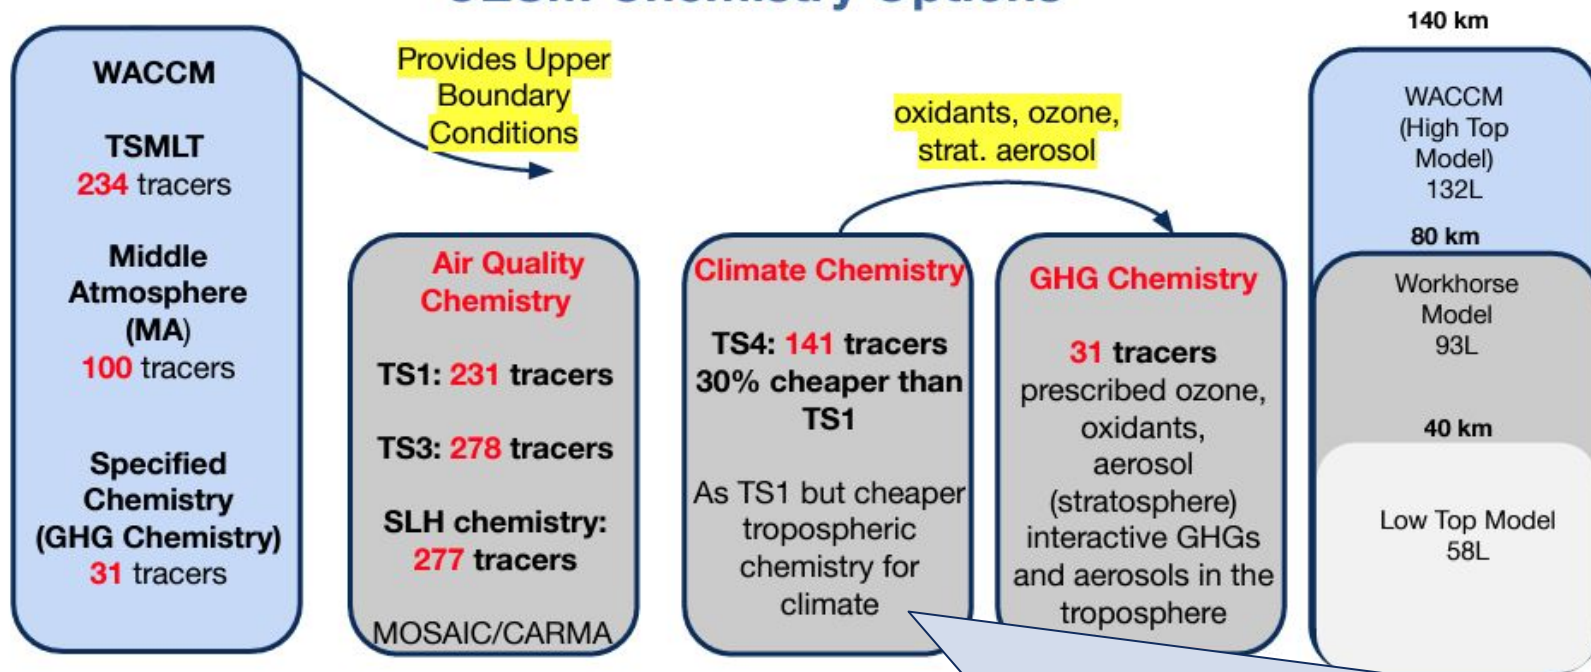 WACCM
TSMLT
234 tracers
Middle
Atmosphere
(MA)
100 tracers
Specified
Chemistry
(GHG Chemistry)
31 tracers
Provides Upper
Boundary
Conditions
Air Quality
Chemistry
TS1: 231 tracers
TS3: 278 tracers
SLH chemistry:
277 tracers
MOSAIC/CARMA
oxidants, ozone,
strat. aerosol
Climate Chemistry
TS4: 141 tracers
30% cheaper than
TS1
As TS1 but cheaper
tropospheric
chemistry for
climate
GHG Chemistry
31 tracers
prescribed ozone,
oxidants,
aerosol
(stratosphere)
interactive GHGs
and aerosols in the
troposphere
140 km
WACCM
(High Top
Model)
132L
80 km
Workhorse
Model
93L
40 km
Low Top Model
58L